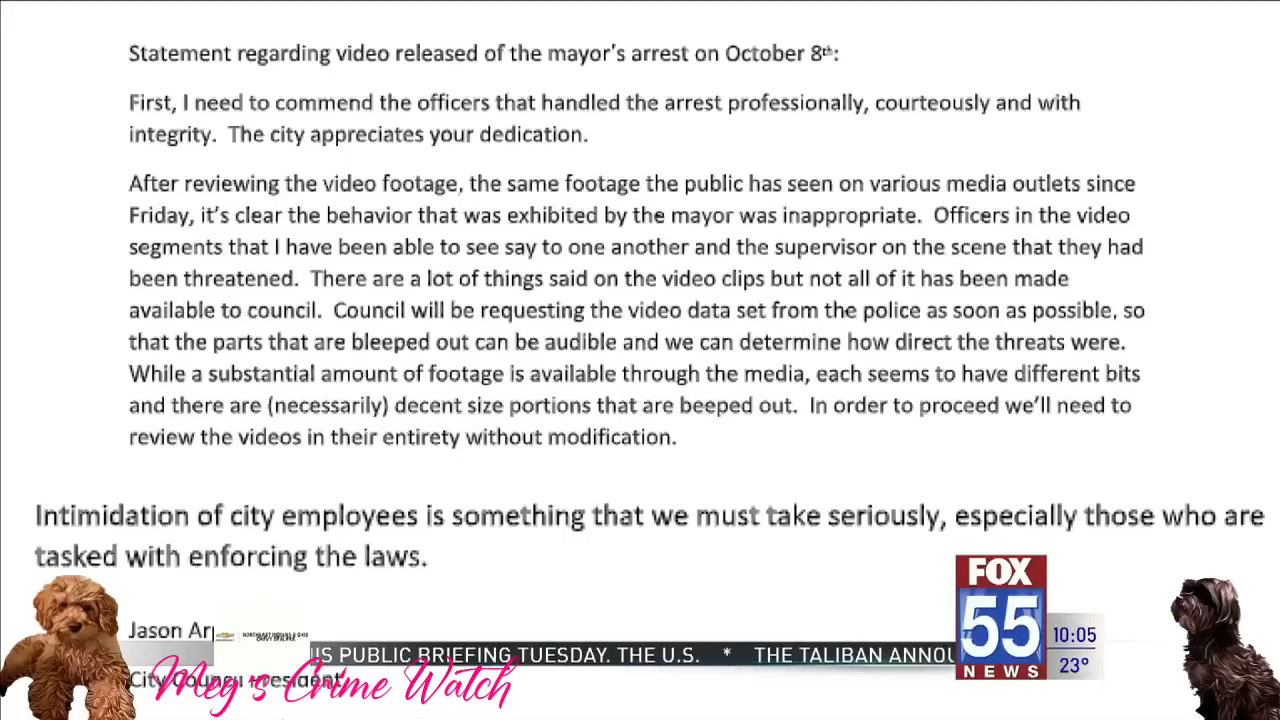 Statement regarding video released of the mayor's arrest on October 8th:
First, I need to commend the officers that handled the arrest professionally, courteously and with
integrity. The city appreciates your dedication.
After reviewing the video footage, the same footage the public has seen on various media outlets since
Friday, it's clear the behavior that was exhibited by the mayor was inappropriate. Officers in the video
segments that I have been able to see say to one another and the supervisor on the scene that they had
been threatened. There are a lot of things said on the video clips but not all of it has been made
available to council. Council will be requesting the video data set from the police as soon as possible, so
that the parts that are bleeped out can be audible and we can determine how direct the threats were.
While a substantial amount of footage is available through the media, each seems to have different bits
and there are (necessarily) decent size portions that are beeped out. In order to proceed we'll need to
review the videos in their entirety without modification.
Intimidation of city employees is something that we must take seriously, especially those who are
tasked with enforcing the laws.
Jason
City Council President
FOX
55
NEWS
10:05
23°
IS PUBLIC BRIEFING TUESDAY. THE U.S. * THE TALIBAN
Meg's Crime Watch